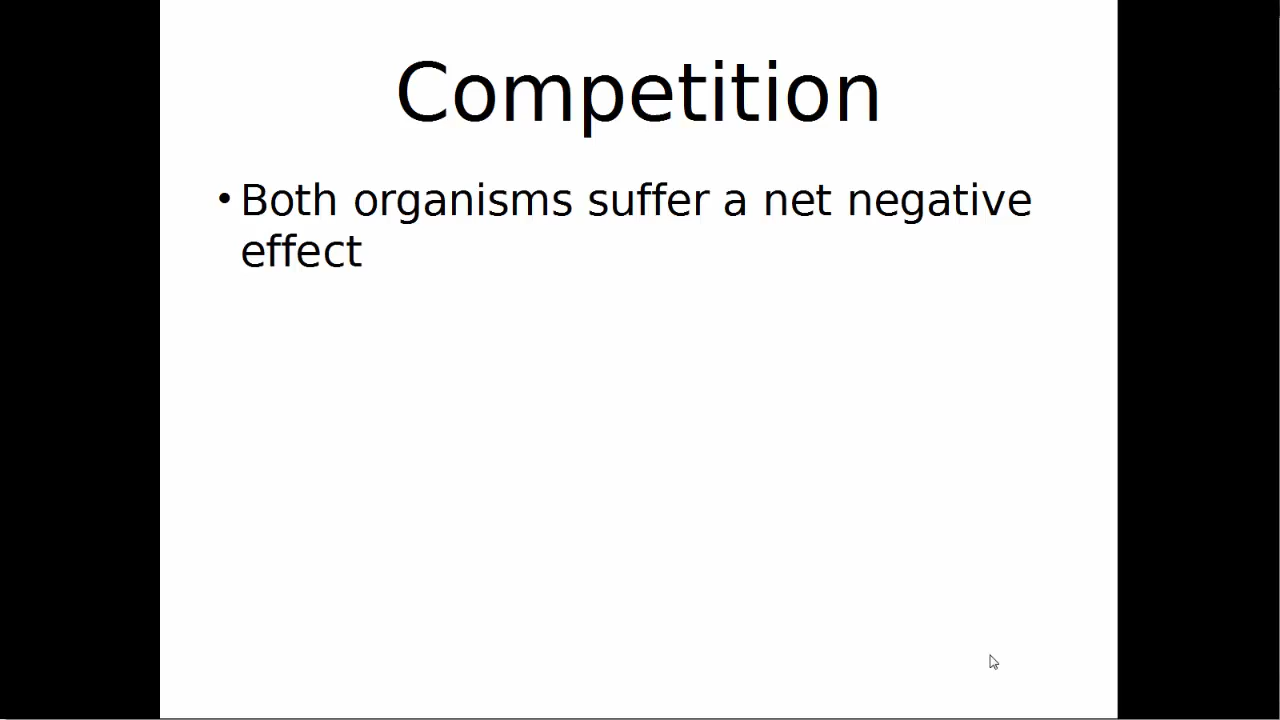 Competition
• Both organisms suffer a net negative
effect